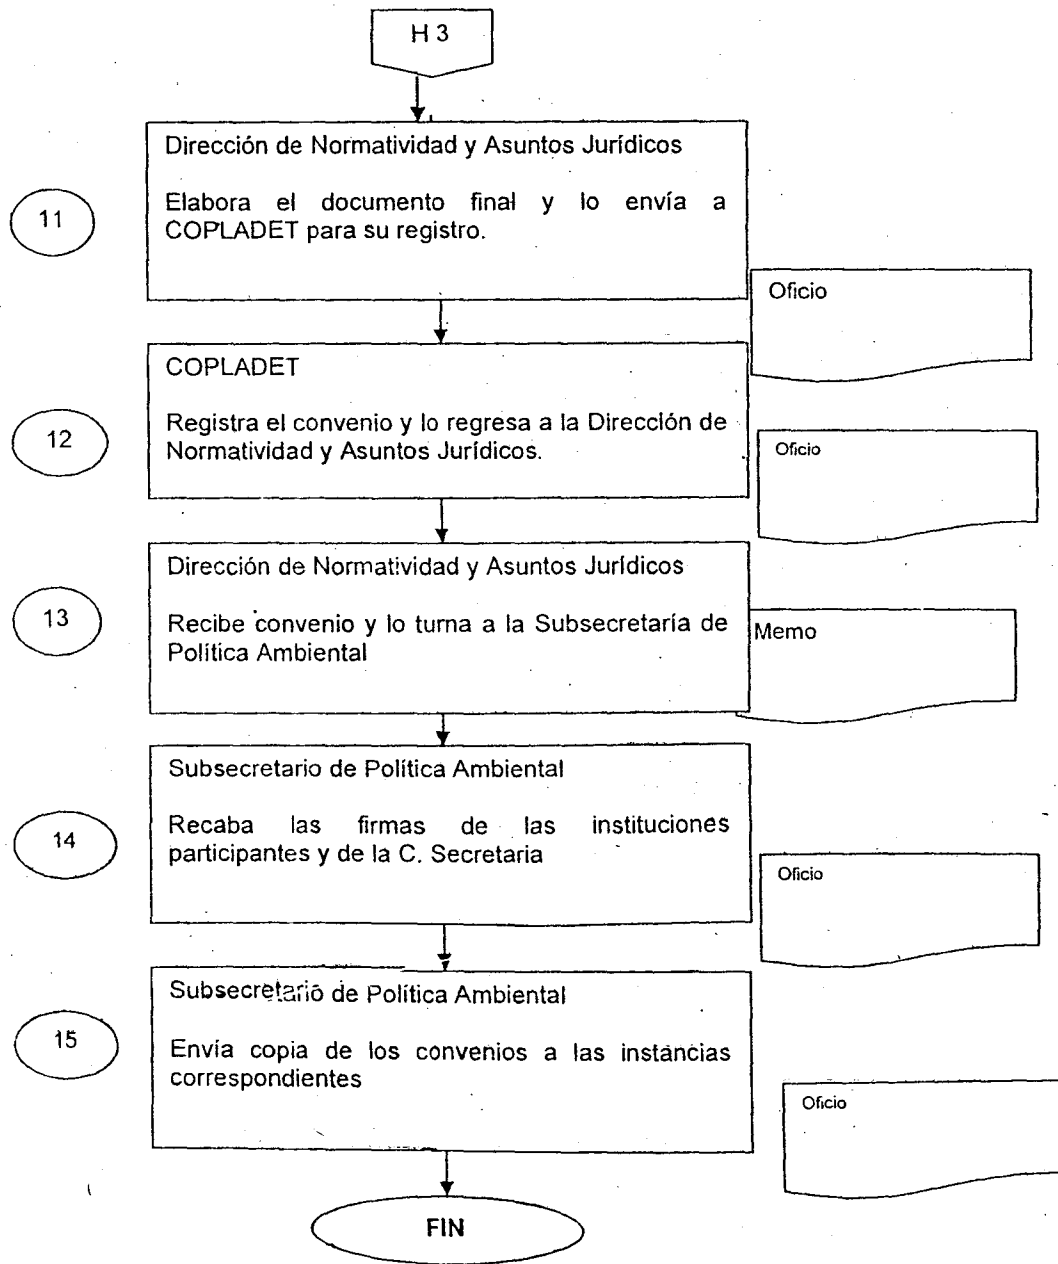 H 3
Dirección de Normatividad y Asuntos Jurídicos
11
Elabora el documento final y lo envía a
COPLADET para su registro.
Oficio
COPLADET
12
Registra el convenio y lo regresa a la Dirección de
Normatividad y Asuntos Jurídicos.
Oficio
Dirección de Normatividad y Asuntos Jurídicos
13
Recibe convenio y lo turna a la Subsecretaría de
Política Ambiental
Memo
Subsecretario de Política Ambiental
14
Recaba las firmas de las instituciones
participantes y de la C. Secretaria
Oficio
Subsecretario de Política Ambiental
15
Envía copia de los convenios a las instancias
correspondientes
Oficio
FIN